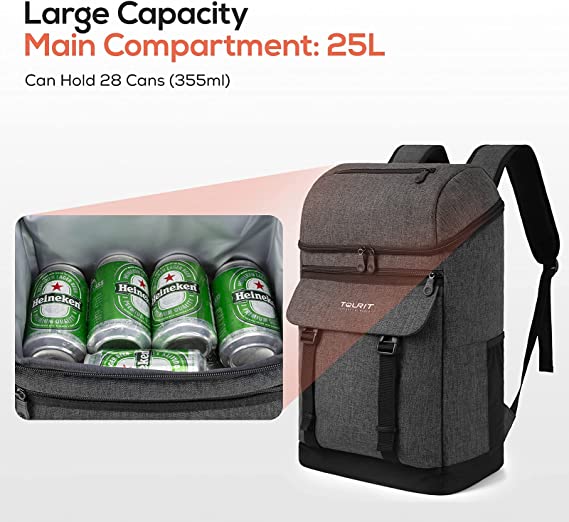 Large Capacity
Main Compartment: 25L
Can Hold 28 Cans (355ml)
Heineken
Heineken
Heineken
Heineken
TOURIT